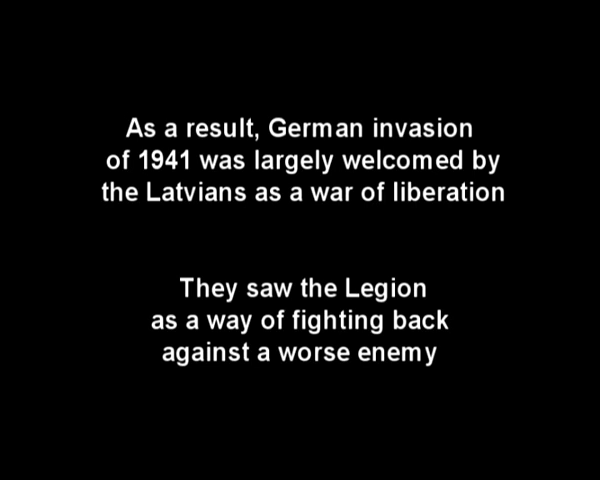 As a result, German invasion
of 1941 was largely welcomed by
the Latvians as a war of liberation
They saw the Legion
as a way of fighting back
against a worse enemy